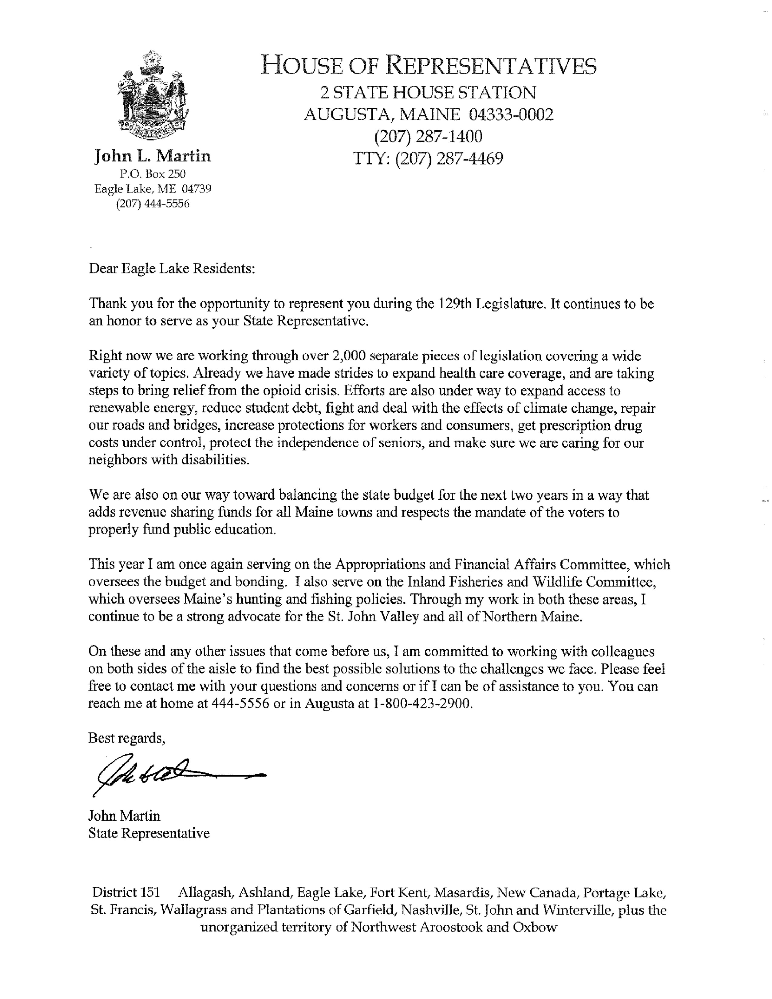 HOUSE OF REPRESENTATIVES
2 STATE HOUSE STATION
AUGUSTA, MAINE 04333-0002
(207) 287-1400
TTY: (207) 287-4469
John L. Martin
P.O. Box 250
Eagle Lake, ME 04739
(207) 444-5556
Dear Eagle Lake Residents:
Thank you for the opportunity to represent you during the 129th Legislature. It continues to be
an honor to serve as your State Representative.
Right now we are working through over 2,000 separate pieces of legislation covering a wide
variety of topics. Already we have made strides to expand health care coverage, and are taking
steps to bring relief from the opioid crisis. Efforts are also under way to expand access to
renewable energy, reduce student debt, fight and deal with the effects of climate change, repair
our roads and bridges, increase protections for workers and consumers, get prescription drug
costs under control, protect the independence of seniors, and make sure we are caring for our
neighbors with disabilities.
We are also on our way toward balancing the state budget for the next two years in a way that
adds revenue sharing funds for all Maine towns and respects the mandate of the voters to
properly fund public education.
This year I am once again serving on the Appropriations and Financial Affairs Committee, which
oversees the budget and bonding.  I also serve on the Inland Fisheries and Wildlife Committee,
which oversees Maine's hunting and fishing policies. Through my work in both these areas, I
continue to be a strong advocate for the St. John Valley and all of Northern Maine.
On these and any other issues that come before us, I am committed to working with colleagues
on both sides of the aisle to find the best possible solutions to the challenges we face. Please feel
free to contact me with your questions and concerns or if I can be of assistance to you. You can
reach me at home at 444-5556 or in Augusta at 1-800-423-2900.
Best regards,
John Martin
State Representative
District 151    Allagash, Ashland, Eagle Lake, Fort Kent, Masardis, New Canada, Portage Lake,
St. Francis, Wallagrass and Plantations of Garfield, Nashville, St. John and Winterville, plus the
unorganized territory of Northwest Aroostook and Oxbow